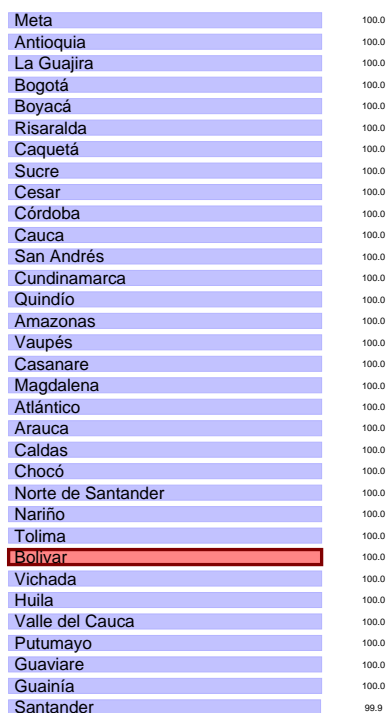 Meta 100.0
Antioquia 100.0
La Guajira 100.0
Bogotá 100.0
Boyacá 100.0
Risaralda 100.0
Caquetá 100.0
Sucre 100.0
Cesar 100.0
Córdoba 100.0
Cauca 100.0
San Andrés 100.0
Cundinamarca 100.0
Quindío 100.0
Amazonas 100.0
Vaupés 100.0
Casanare 100.0
Magdalena 100.0
Atlántico 100.0
Arauca 100.0
Caldas 100.0
Chocó 100.0
Norte de Santander 100.0
Nariño 100.0
Tolima 100.0
Bolivar 100.0
Vichada 100.0
Huila 100.0
Valle del Cauca 100.0
Putumayo 100.0
Guaviare 100.0
Guainía 100.0
Santander 99.9